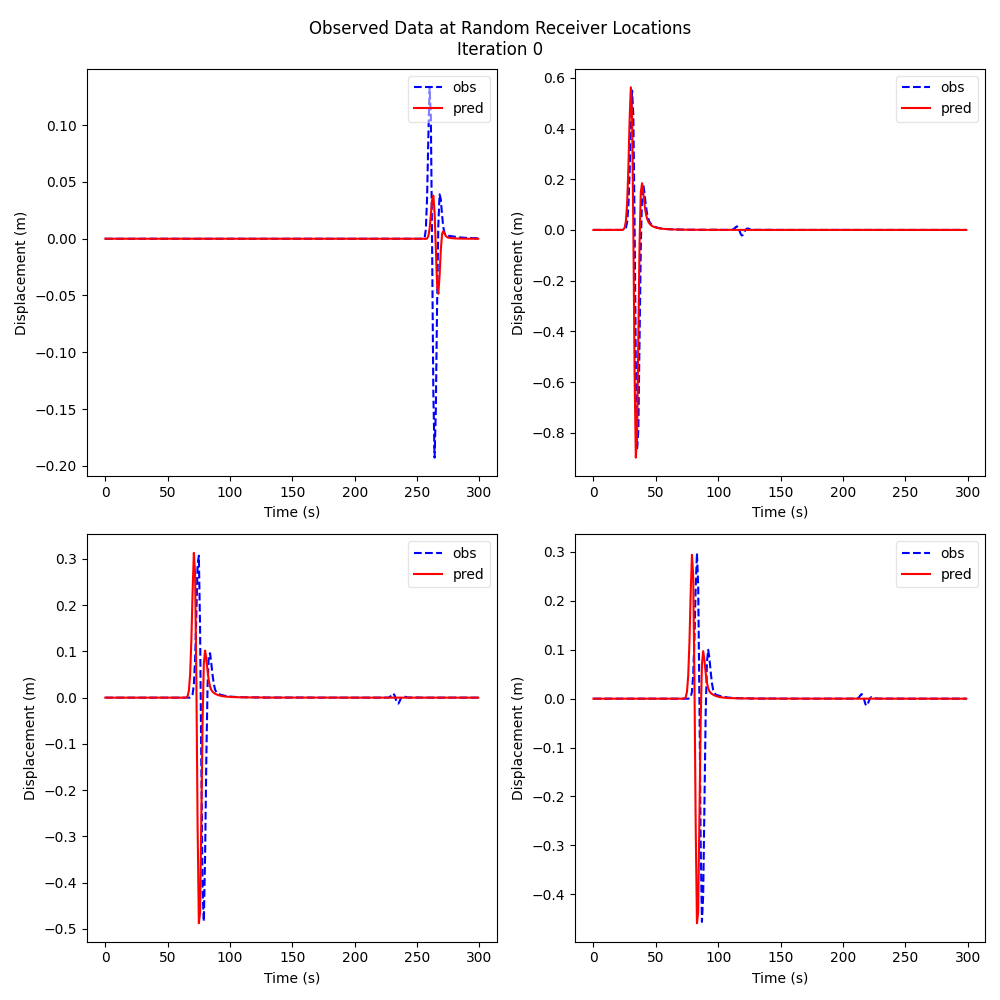 Observed Data at Random Receiver Locations
Iteration 0
obs
pred
0.10
0.05
0.00
−0.05
−0.10
−0.15
−0.20
Displacement (m)
0 50 100 150 200 250 300
Time (s)
obs
pred
0.6
0.4
0.2
0.0
−0.2
−0.4
−0.6
−0.8
Displacement (m)
0 50 100 150 200 250 300
Time (s)
obs
pred
0.3
0.2
0.1
0.0
−0.1
−0.2
−0.3
−0.4
−0.5
Displacement (m)
0 50 100 150 200 250 300
Time (s)
obs
pred
0.3
0.2
0.1
0.0
−0.1
−0.2
−0.3
−0.4
Displacement (m)
0 50 100 150 200 250 300
Time (s)